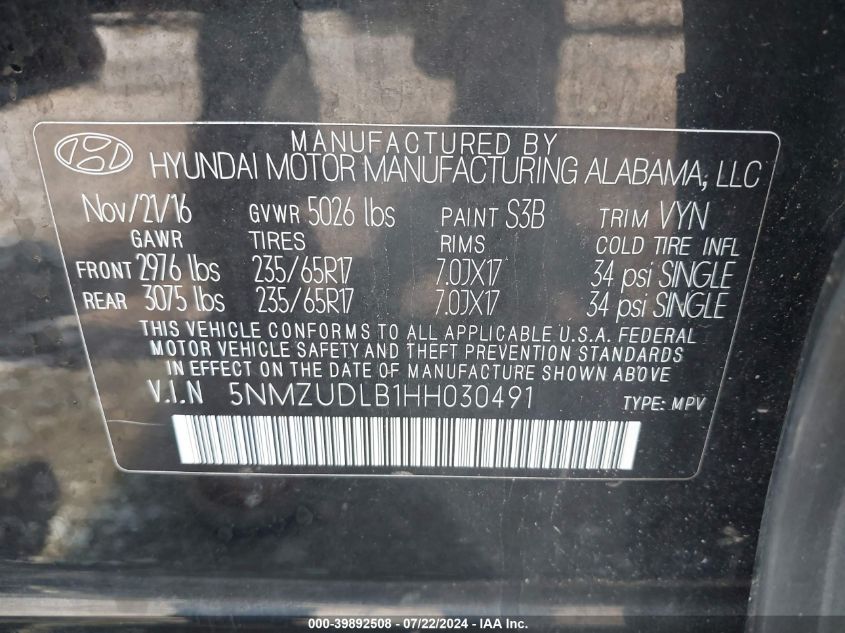 MANUFACTURED BY
HYUNDAI MOTOR MANUFACTURING ALABAMA, LLC
Nov/21/16 GVWR 5026 lbs PAINT S3B TRIM VYN
GAWR TIRES RIMS COLD TIRE INFL
FRONT 2976 lbs 235/65R17 7.0JX17 34 psi SINGLE
REAR 3075 lbs 235/65R17 7.0JX17 34 psi SINGLE
THIS VEHICLE CONFORMS TO ALL APPLICABLE U.S.A. FEDERAL
MOTOR VEHICLE SAFETY AND THEFT PREVENTION STANDARDS
IN EFFECT ON THE DATE OF MANUFACTURE SHOWN ABOVE.
V.I.N 5NMZUDLB1HH030491 TYPE: MPV
000-39892508 - 07/22/2024 - Copyright IAA, Inc.